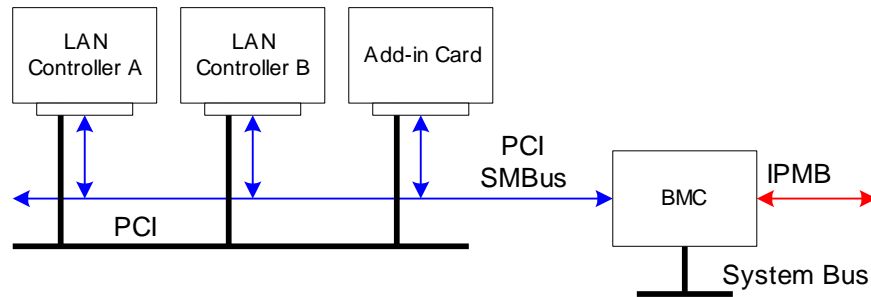 LAN
Controller A
LAN
Controller B
Add-in Card
PCI
SMBus
BMC
IPMB
PCI
System Bus